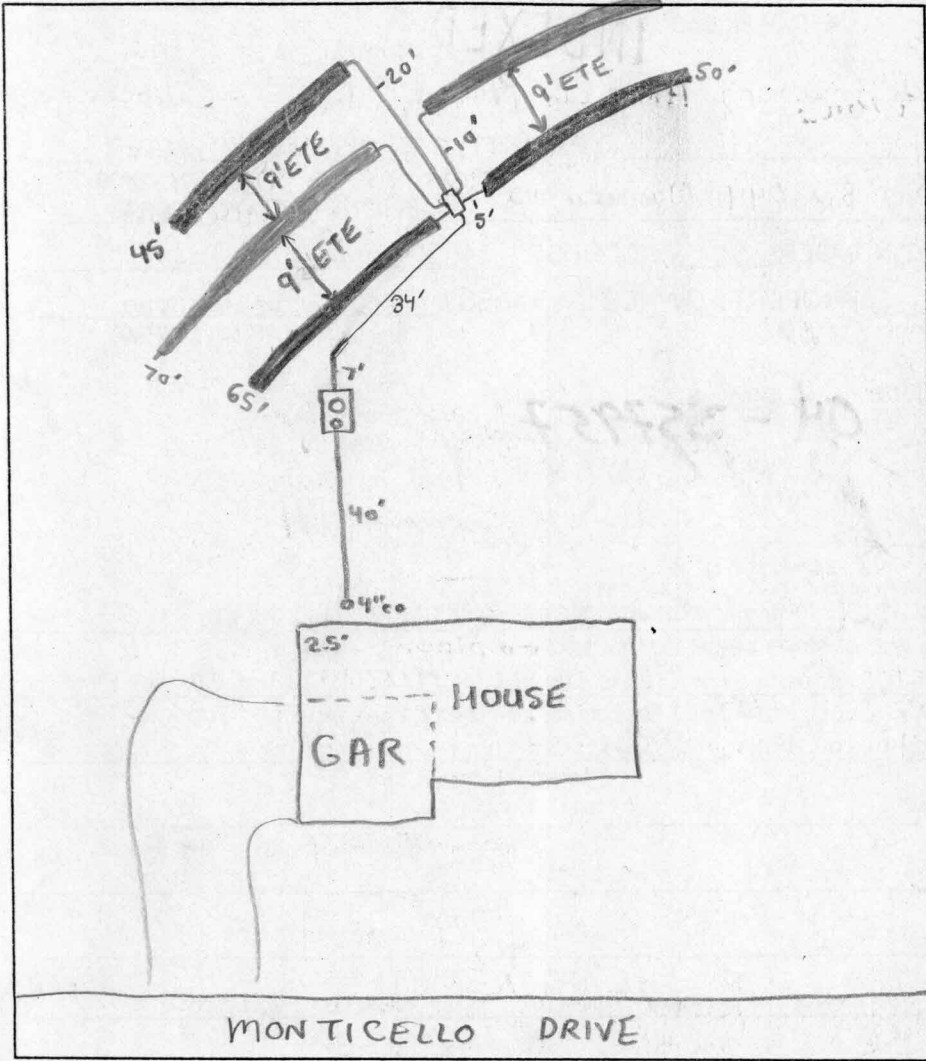 -20'
9' ETE
50'
-10'
9' ETE
5'
45'
9' ETE
34'
70'
65'
7'
40'
4" co
25"
HOUSE
GAR
MONTICELLO DRIVE